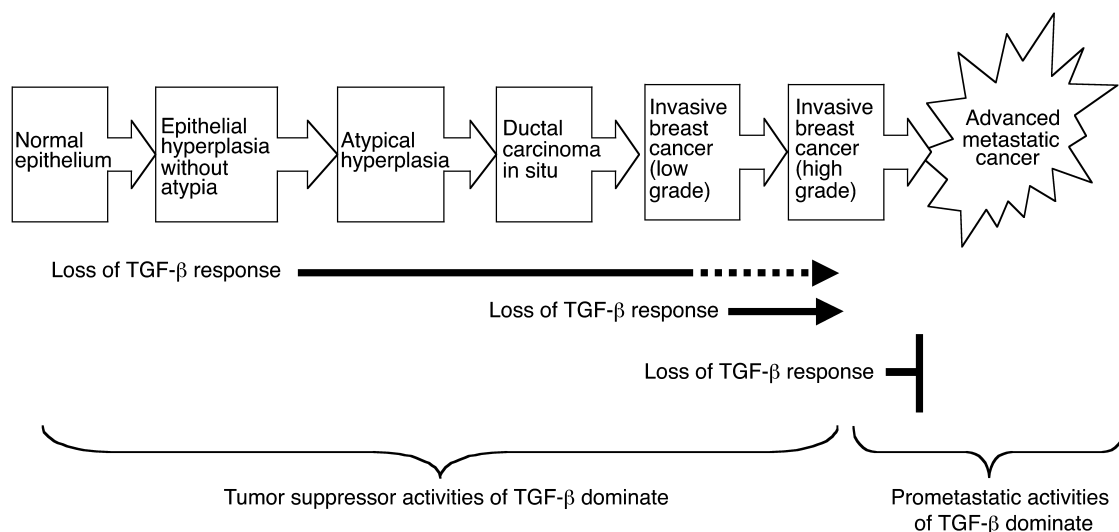 Normal
epithelium
Epithelial
hyperplasia
without
atypia
Atypical
hyperplasia
Ductal
carcinoma
in situ
Invasive
breast
cancer
(low
grade)
Invasive
breast
cancer
(high
grade)
Advanced
metastatic
cancer
Loss of TGF-β response
Loss of TGF-β response
Loss of TGF-β response
Tumor suppressor activities of TGF-β dominate
Prometastatic activities
of TGF-β dominate